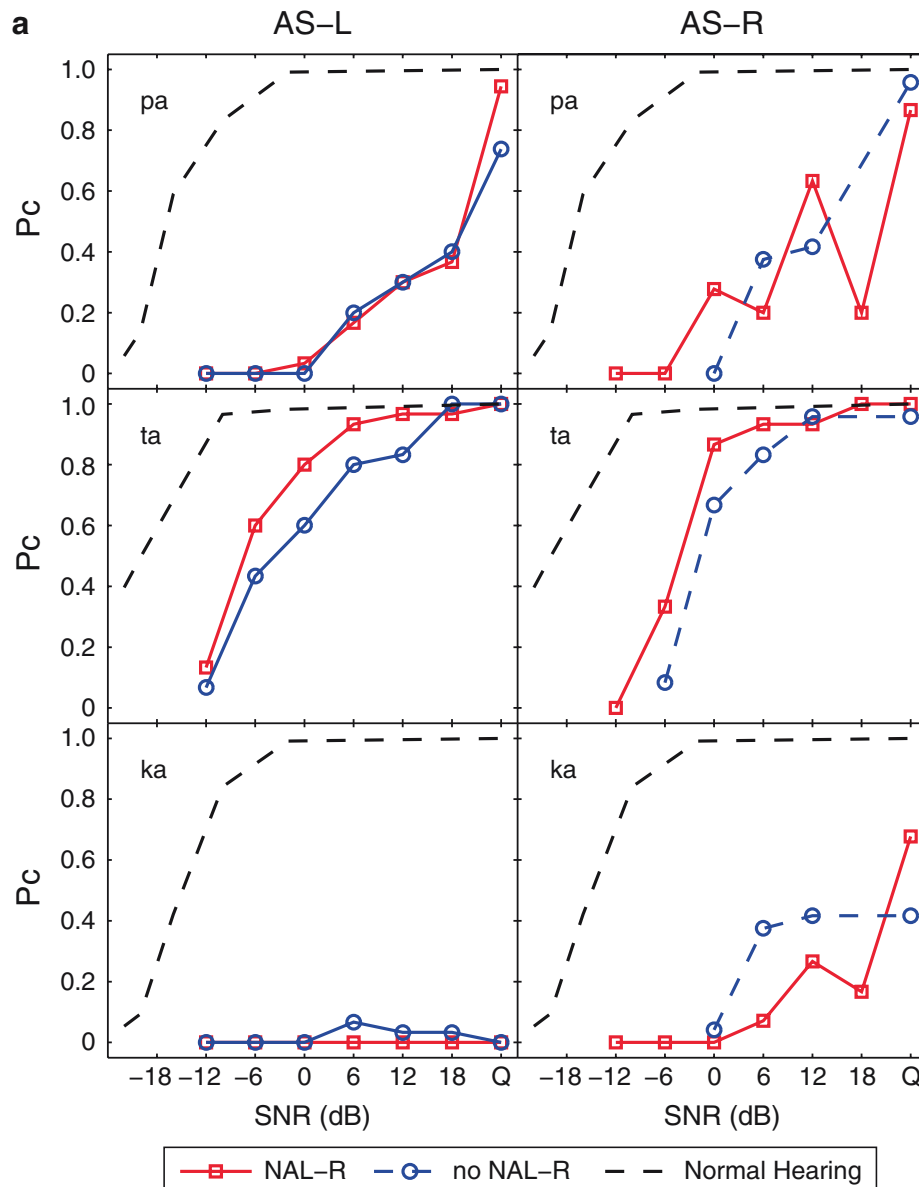 a
AS-L AS-R
1.0
pa pa
0.8
0.6
Pc
0.4
0.2
0
1.0
ta ta
0.8
0.6
Pc
0.4
0.2
0
1.0
ka ka
0.8
0.6
Pc
0.4
0.2
0
−18 −12 −6 0 6 12 18 Q −18 −12 −6 0 6 12 18 Q
SNR (dB) SNR (dB)
NAL−R no NAL−R Normal Hearing